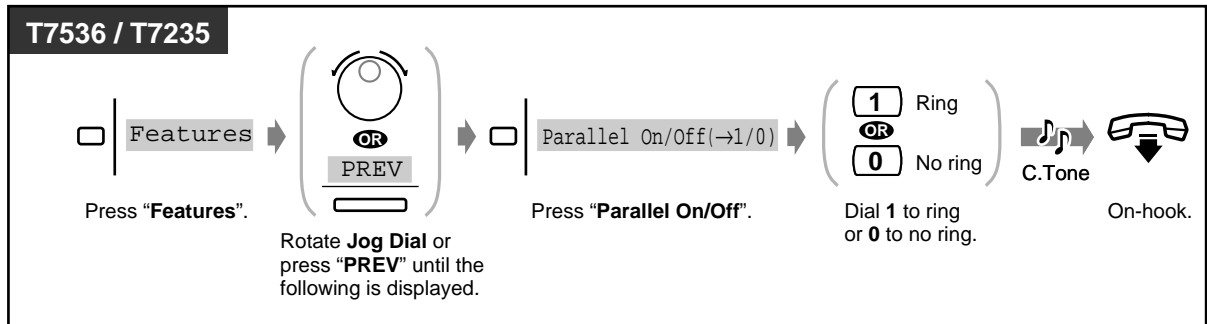 T7536 / T7235
Features
Press “Features”.
OR
PREV
Rotate Jog Dial or
press “PREV” until the
following is displayed.
Parallel On/Off(→1/0)
Press “Parallel On/Off”.
1 Ring
OR
0 No ring
Dial 1 to ring
or 0 to no ring.
C.Tone
On-hook.